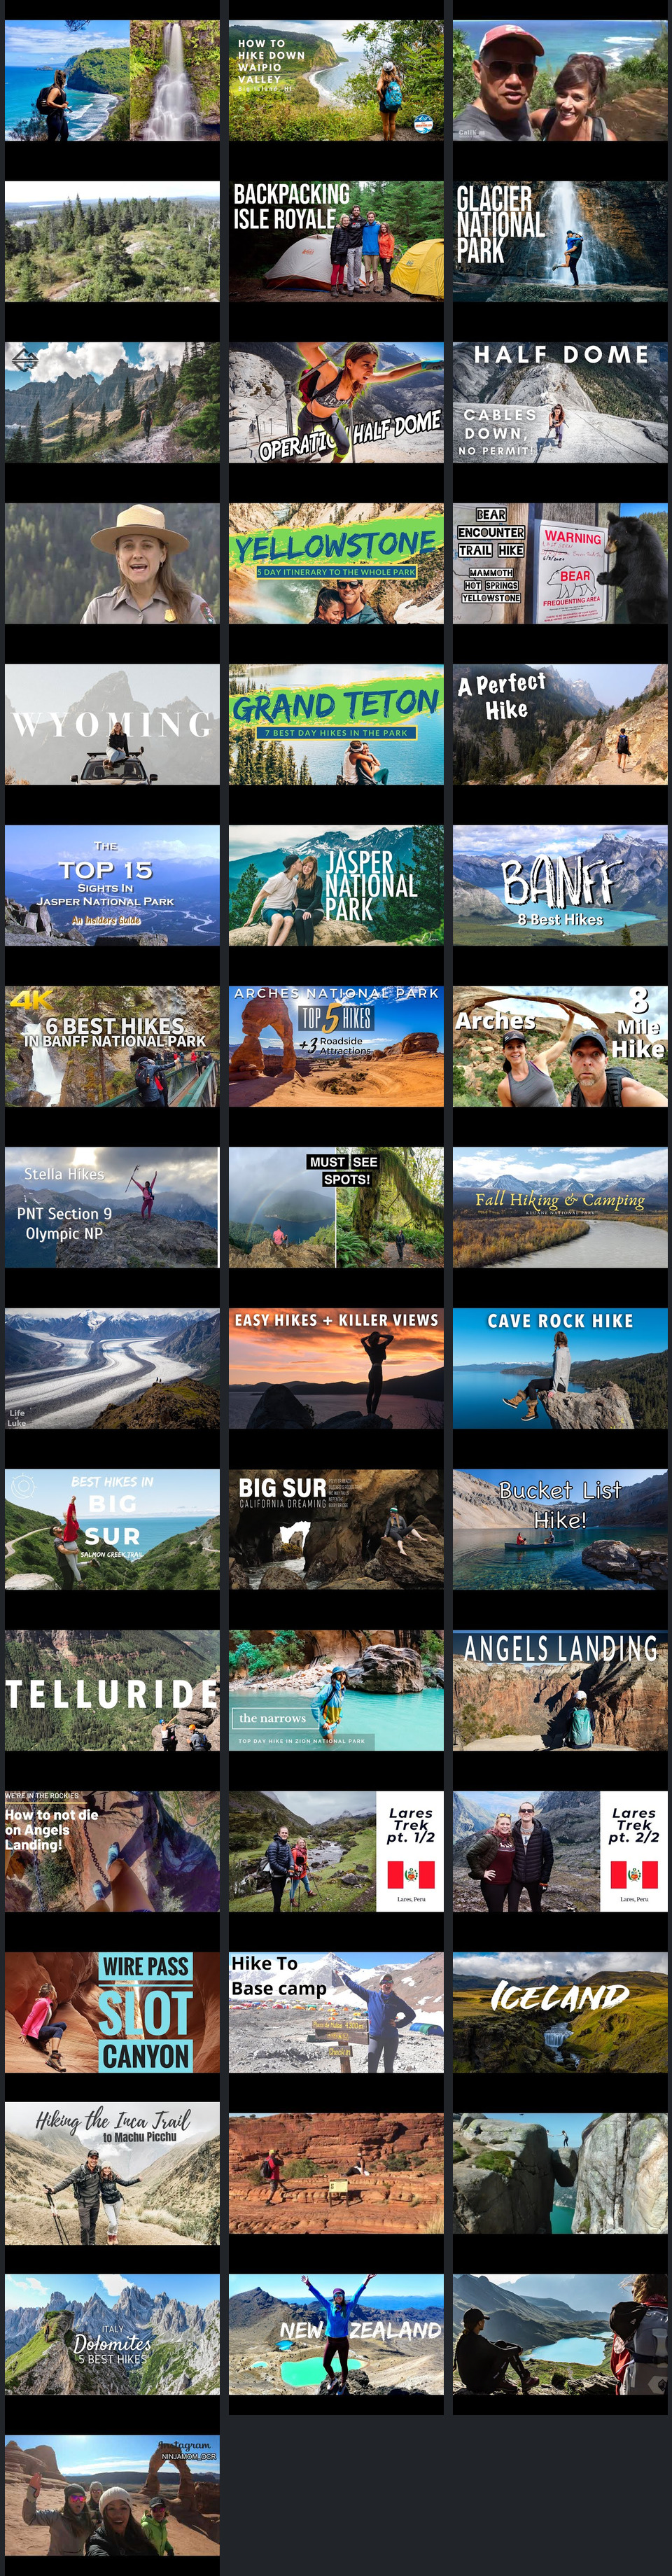 HOW TO
HIKE DOWN
WAIPIO
VALLEY
BACKPACKING
ISLE ROYALE
GLACIER
NATIONAL
PARK
OPERATION HALF DOME
HALF DOME
CABLES
DOWN,
NO PERMIT!
YELLOWSTONE
5 DAY ITINERARY TO THE WHOLE PARK
BEAR
ENCOUNTER
TRAIL HIKE
MAMMOTH
HOT SPRINGS
YELLOWSTONE
WARNING
BEAR
FREQUENTING AREA
WYOMING
GRAND TETON
7 BEST DAY HIKES IN THE PARK
A Perfect
Hike
THE
TOP 15
SIGHTS IN
JASPER NATIONAL PARK
An Insiders Guide
JASPER
NATIONAL
PARK
BANFF
8 Best Hikes
4K
6 BEST HIKES
IN BANFF NATIONAL PARK
ARCHES NATIONAL PARK
TOP 5 HIKES
+3 Roadside
Attractions
Arches
8
Mile
Hike
Stella Hikes
PNT Section 9
Olympic NP
MUST SEE
SPOTS!
Fall Hiking & Camping
KLUANE NATIONAL PARK
Life
Luke
EASY HIKES + KILLER VIEWS
CAVE ROCK HIKE
BEST HIKES IN
BIG
SUR
SALMON CREEK TRAIL
BIG SUR
CALIFORNIA DREAMING
Bucket List
Hike!
TELLURIDE
the narrows
TOP DAY HIKE IN ZION NATIONAL PARK
ANGELS LANDING
WE'RE IN THE ROCKIES
How to not die
on Angels
Landing!
Lares
Trek
pt. 1/2
Lares, Peru
Lares
Trek
pt. 2/2
Lares, Peru
WIRE PASS
SLOT
CANYON
Hike To
Base camp
ICELAND
Hiking the Inca Trail
to Machu Picchu
ITALY
Dolomites
5 BEST HIKES
NEW ZEALAND
Instagram
NINJAMOM_OCR